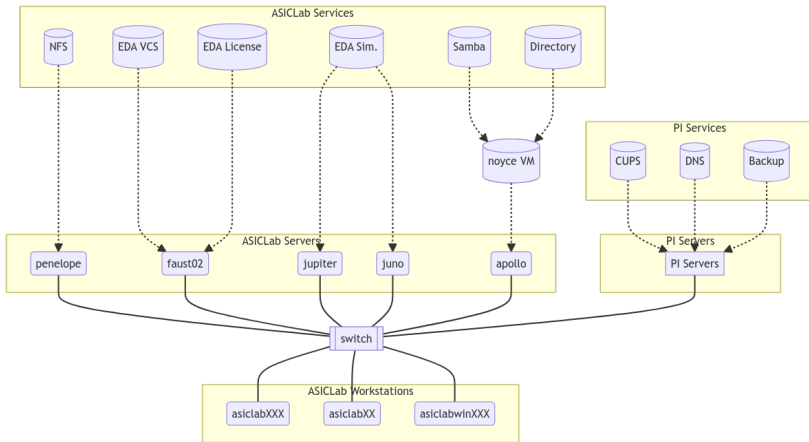 ASICLab Services
NFS
EDA VCS
EDA License
EDA Sim.
Samba
Directory
PI Services
CUPS
DNS
Backup
noyce VM
ASICLab Servers
penelope
faust02
jupiter
juno
apollo
PI Servers
PI Servers
switch
ASICLab Workstations
asiclabXXX
asiclabXX
asiclabwinXXX